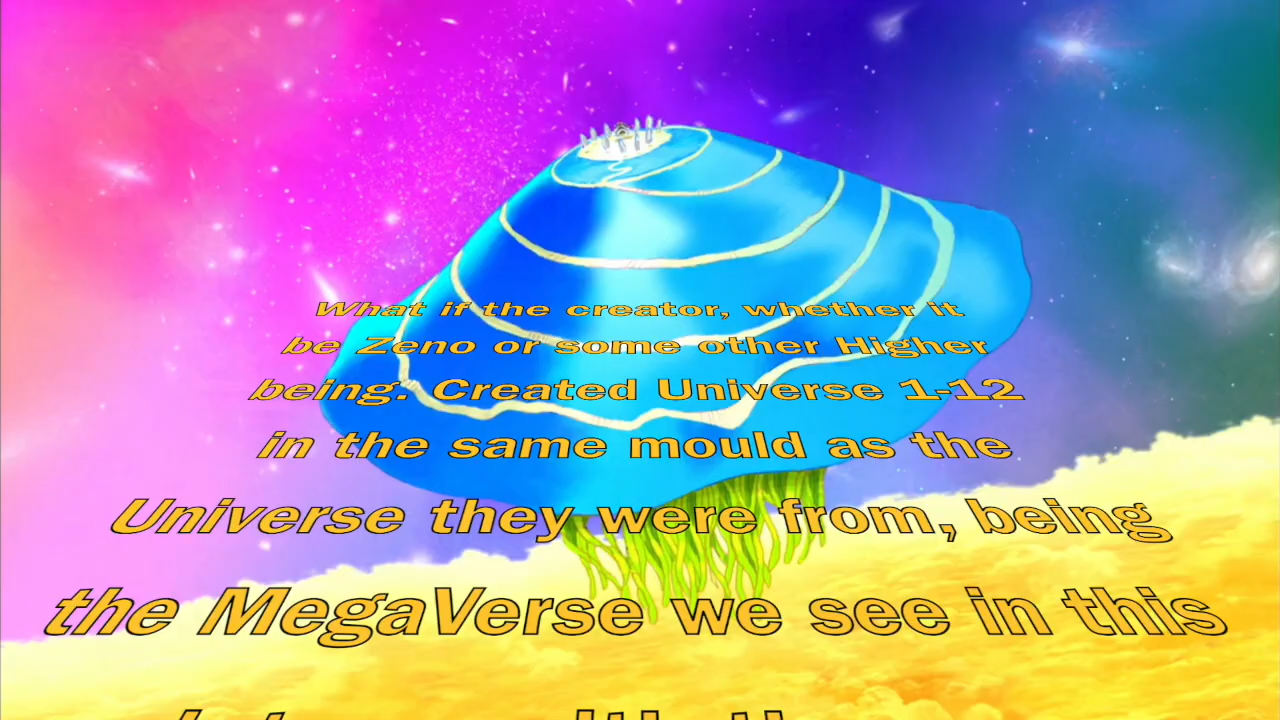 What if the creator, whether it
be Zeno or some other Higher
being. Created Universe 1-12
in the same mould as the
Universe they were from, being
the MegaVerse we see in this